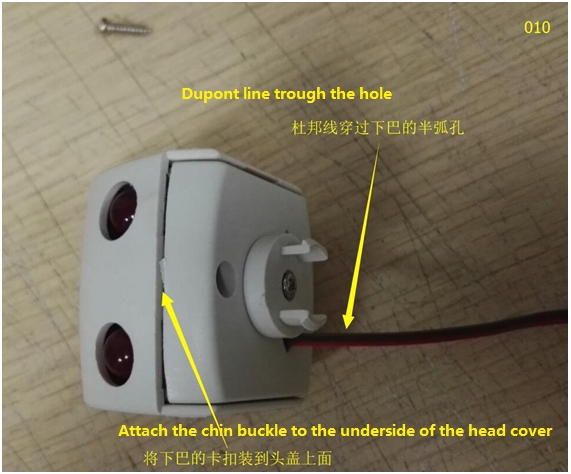 010
Dupont line trough the hole
杜邦线穿过下巴的半弧孔
Attach the chin buckle to the underside of the head cover
将下巴的卡扣装到头盖上面